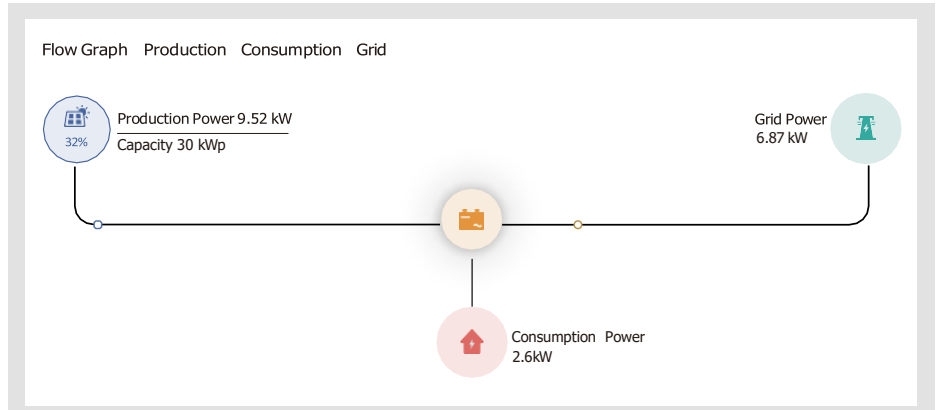 Flow Graph Production Consumption Grid
32%
Production Power 9.52 kW
Capacity 30 kWp
Grid Power
6.87 kW
Consumption Power
2.6kW